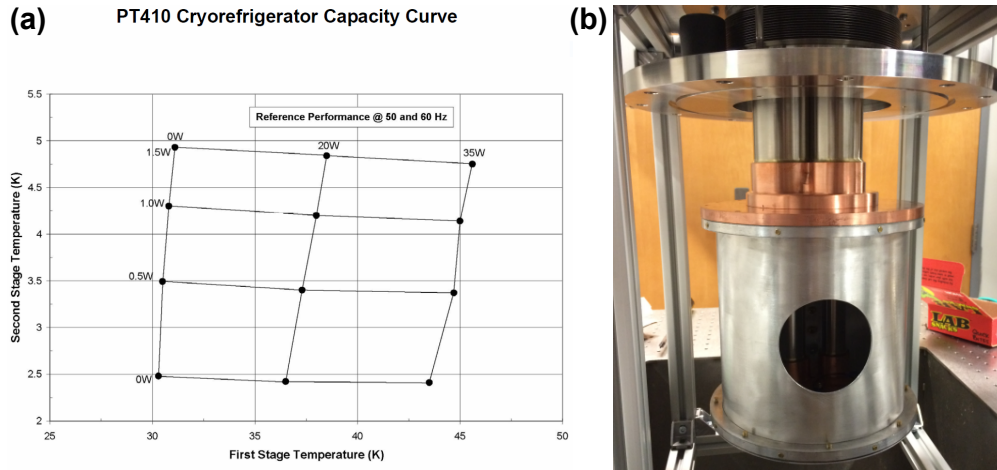 (a)
PT410 Cryorefrigerator Capacity Curve
Second Stage Temperature (K)
5.5
5
4.5
4
3.5
3
2.5
2
Reference Performance @ 50 and 60 Hz
0W
20W
35W
1.5W
1.0W
0.5W
0W
25
30
35
40
45
50
First Stage Temperature (K)
(b)
LAB
SNACKS